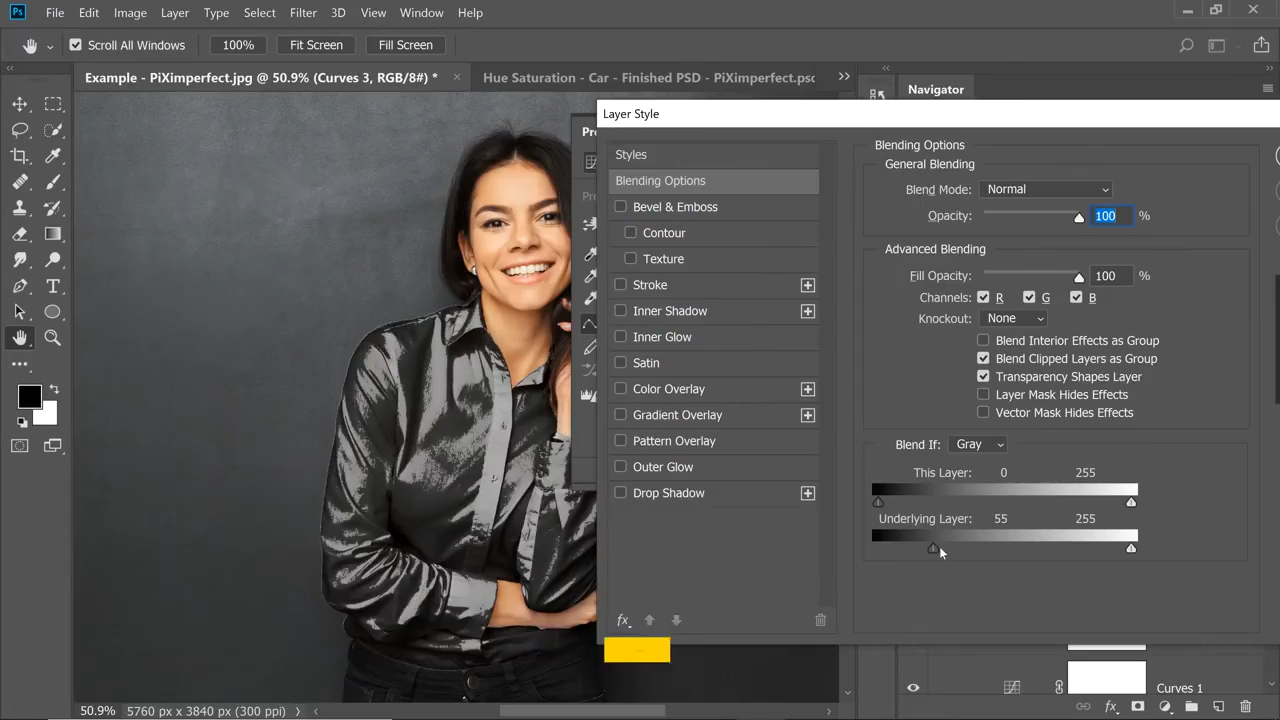 Ps File Edit Image Layer Type Select Filter 3D View Window Help
Scroll All Windows 100% Fit Screen Fill Screen
Example - PiXimperfect.jpg @ 50.9% (Curves 3, RGB/8#) * Hue Saturation - Car - Finished PSD - PiXimperfect.psd
Navigator
Layer Style
Styles
Blending Options
Bevel & Emboss
Contour
Texture
Stroke
Inner Shadow
Inner Glow
Satin
Color Overlay
Gradient Overlay
Pattern Overlay
Outer Glow
Drop Shadow
fx
Blending Options
General Blending
Blend Mode: Normal
Opacity: 100 %
Advanced Blending
Fill Opacity: 100 %
Channels: R G B
Knockout: None
Blend Interior Effects as Group
Blend Clipped Layers as Group
Transparency Shapes Layer
Layer Mask Hides Effects
Vector Mask Hides Effects
Blend If: Gray
This Layer: 0 255
Underlying Layer: 55 255
Curves 1
fx
50.9% 5760 px x 3840 px (300 ppi)